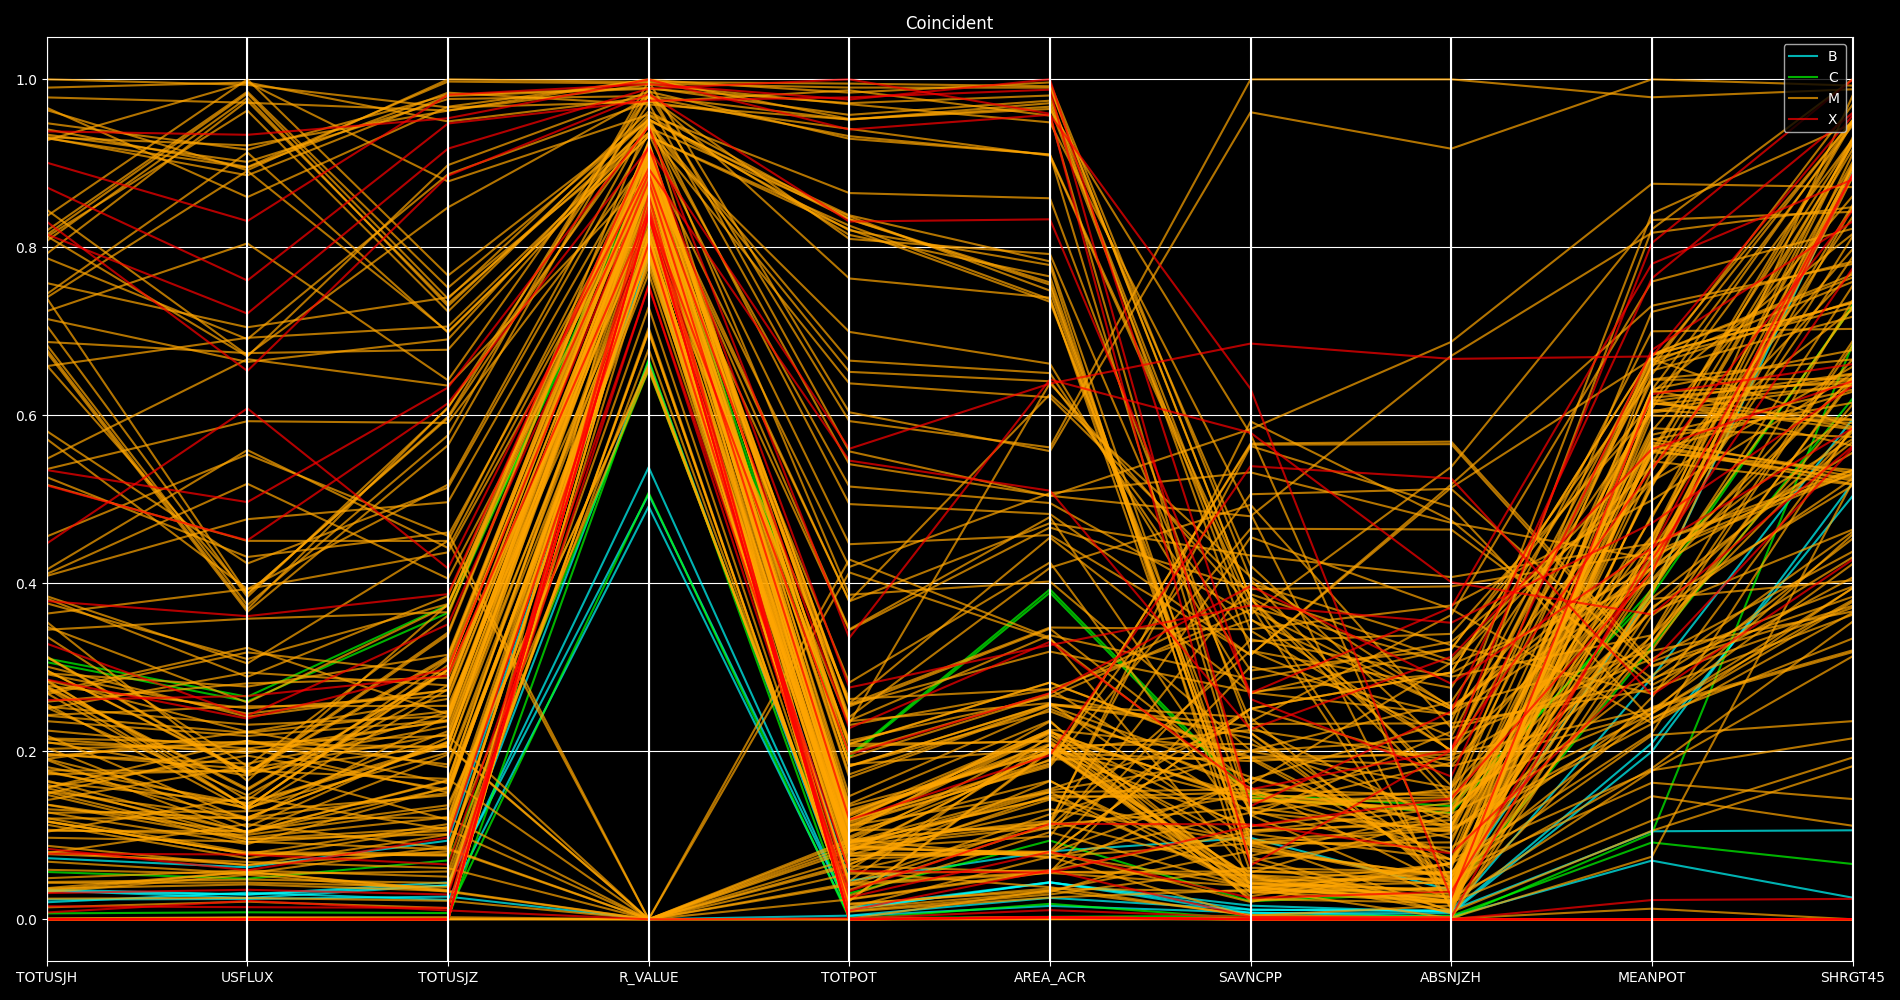 Coincident
B
C
M
X
1.0
0.8
0.6
0.4
0.2
0.0
TOTUSJH USFLUX TOTUSJZ R_VALUE TOTPOT AREA_ACR SAVNCPP ABSNJZH MEANPOT SHRGT45